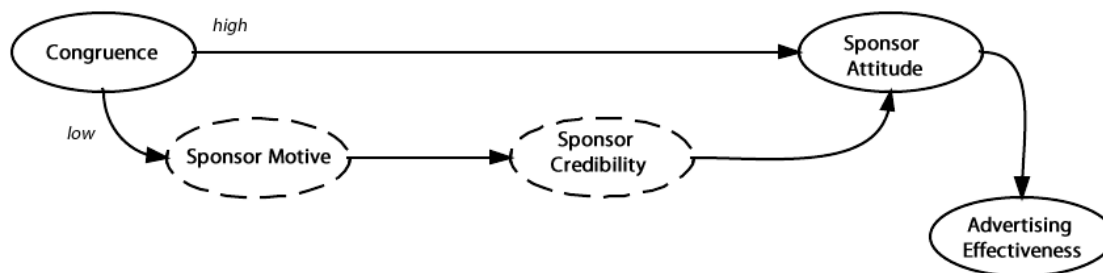 high
Congruence
Sponsor
Attitude
low
Sponsor Motive
Sponsor
Credibility
Advertising
Effectiveness